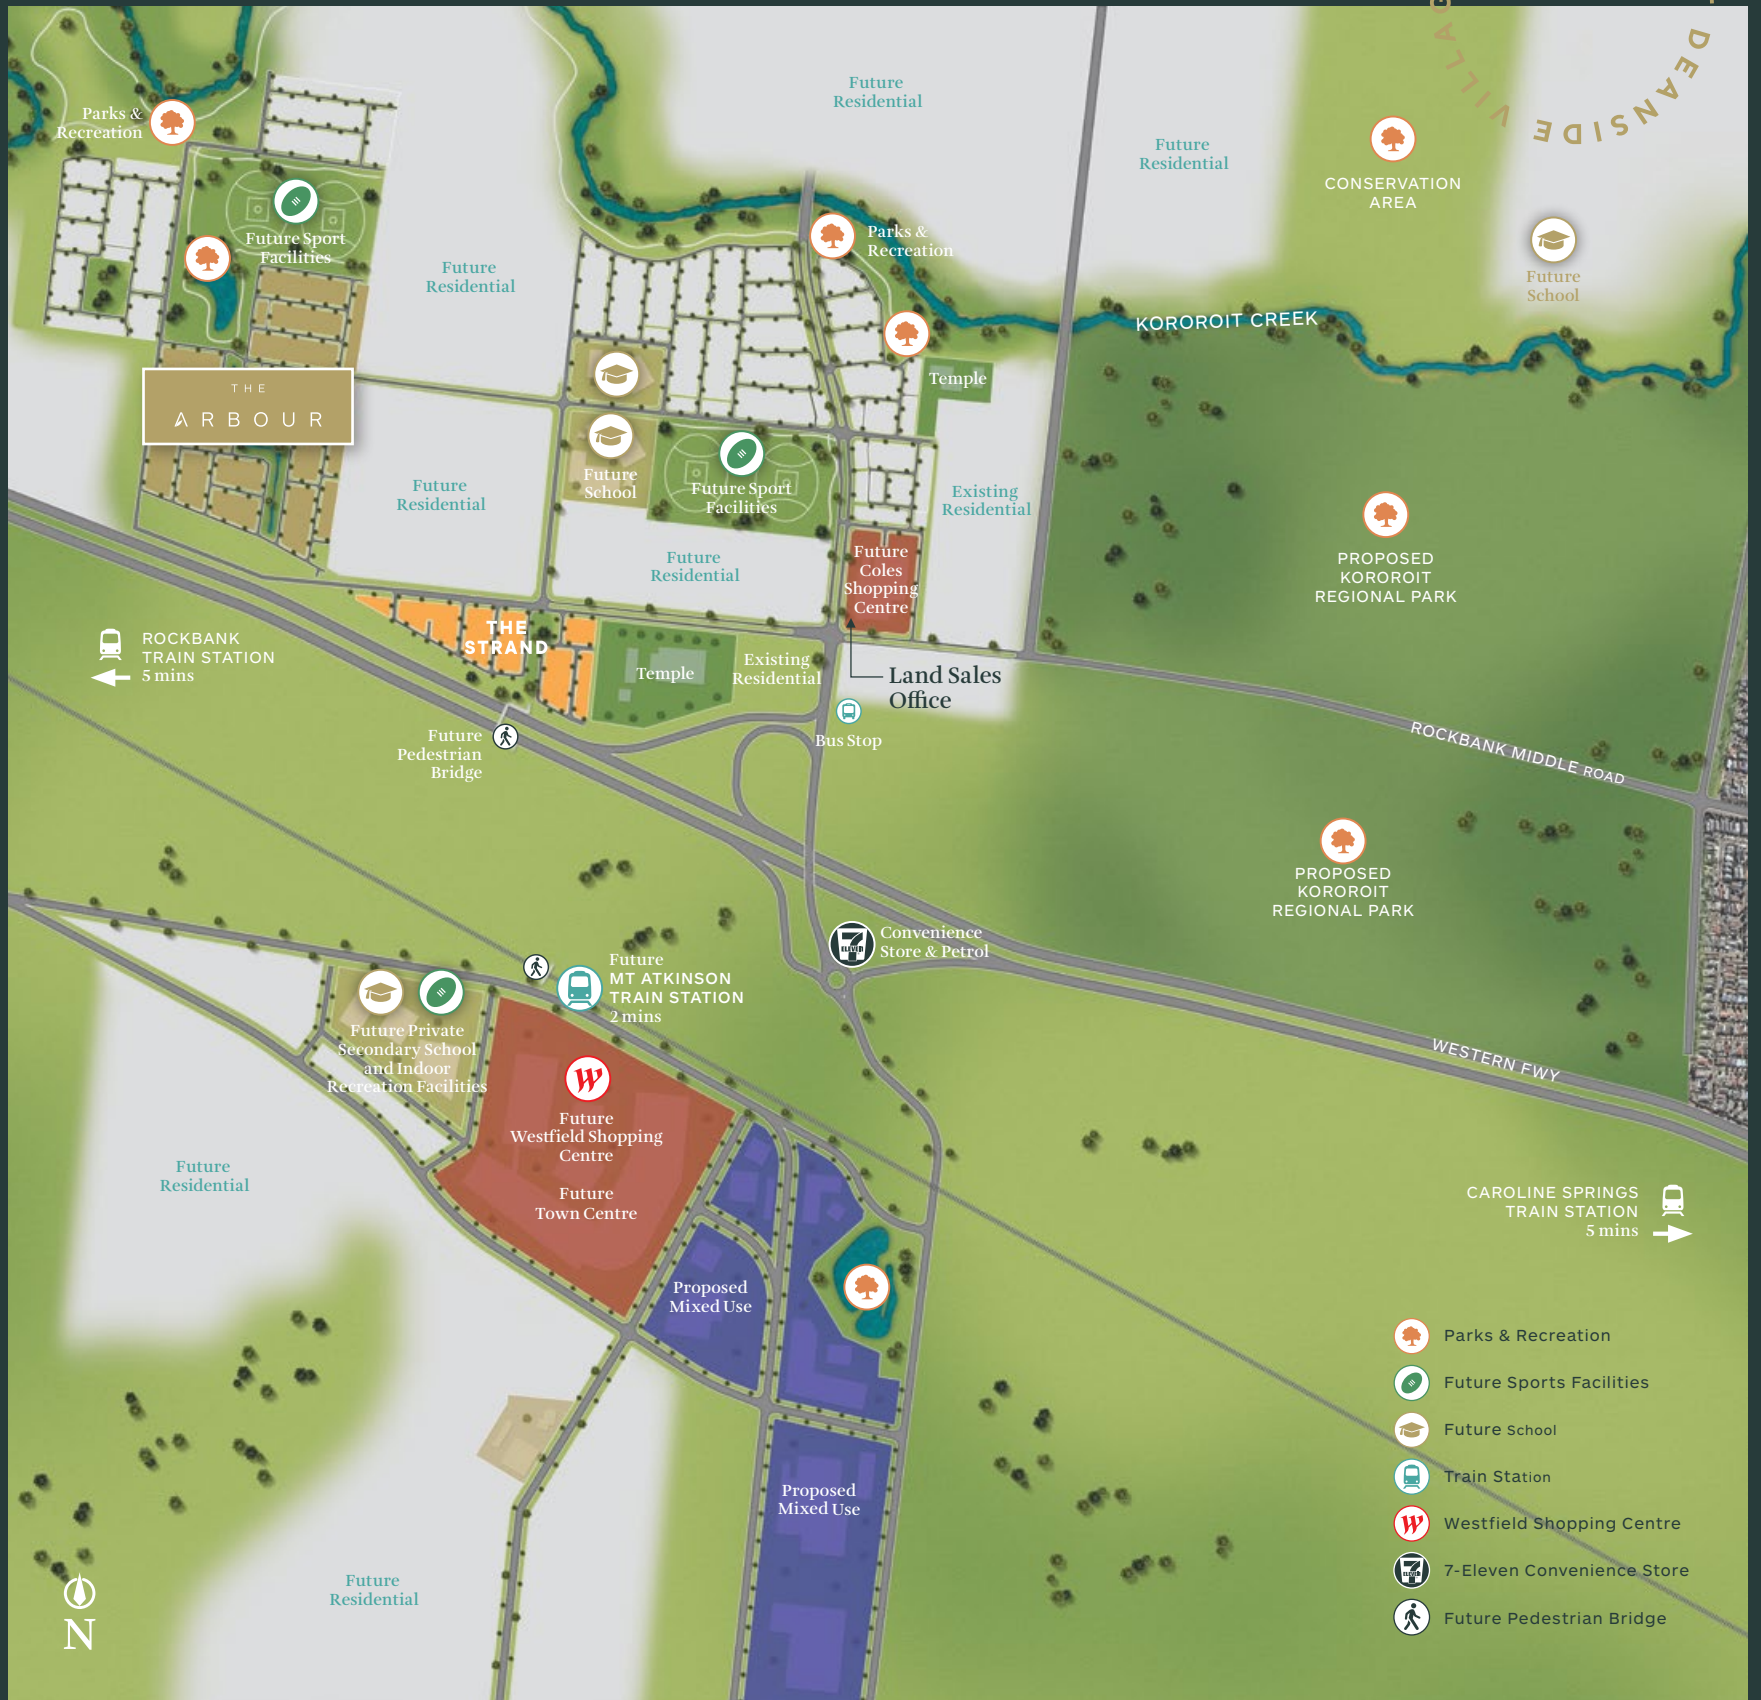 DEANSIDE VILLAG
Future
Residential
Parks &
Recreation
Future
Residential
CONSERVATION
AREA
Future Sport
Facilities
Parks &
Recreation
Future
Residential
Future
School
KOROROIT CREEK
THE
ARBOUR
Temple
Future
School
Future Sport
Facilities
Future
Residential
Existing
Residential
Future
Residential
Future
Coles
Shopping
Centre
PROPOSED
KOROROIT
REGIONAL PARK
ROCKBANK
TRAIN STATION
5 mins
THE
STRAND
Temple
Existing
Residential
Land Sales
Office
Bus Stop
Future
Pedestrian
Bridge
ROCKBANK MIDDLE ROAD
PROPOSED
KOROROIT
REGIONAL PARK
7
ELEVEN
Convenience
Store & Petrol
Future
MT ATKINSON
TRAIN STATION
2 mins
Future Private
Secondary School
and Indoor
Recreation Facilities
WESTERN FWY
W
Future
Westfield Shopping
Centre
Future
Town Centre
Future
Residential
CAROLINE SPRINGS
TRAIN STATION
5 mins
Proposed
Mixed Use
Proposed
Mixed Use
Future
Residential
N
Parks & Recreation
Future Sports Facilities
Future School
Train Station
W Westfield Shopping Centre
7 ELEVEN 7-Eleven Convenience Store
Future Pedestrian Bridge